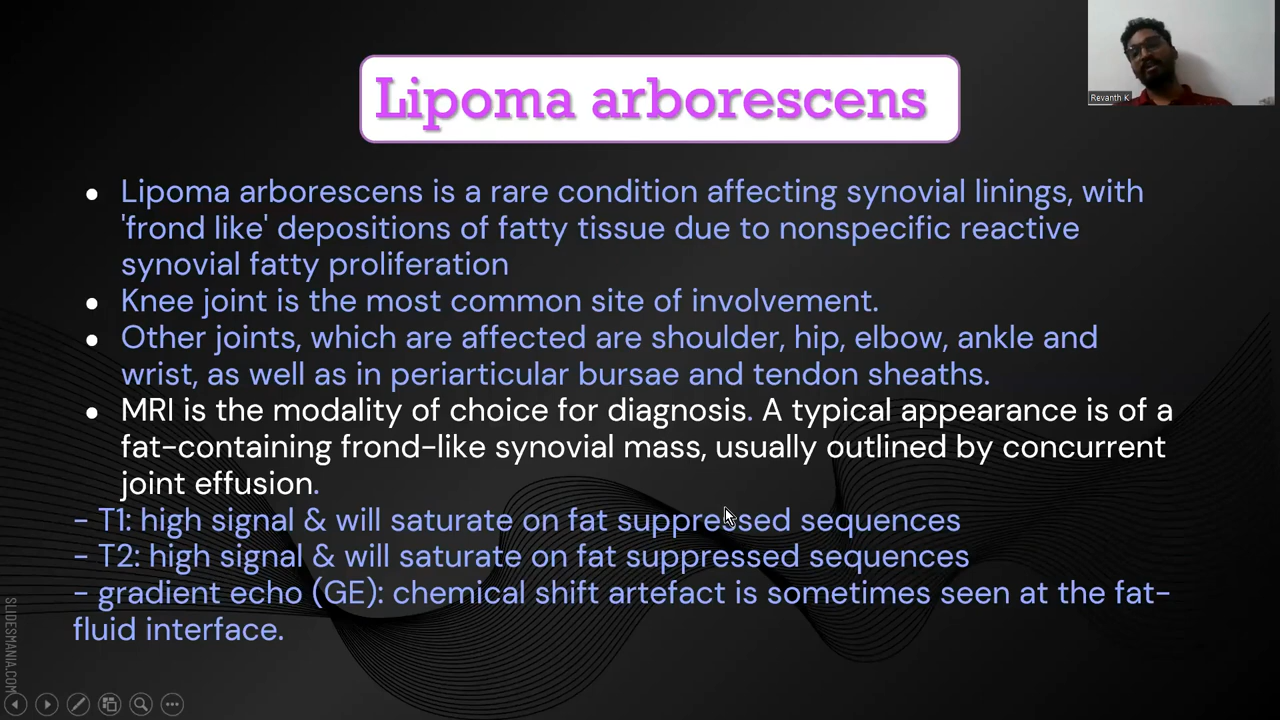 Lipoma arborescens
Revanth K
• Lipoma arborescens is a rare condition affecting synovial linings, with
'frond like' depositions of fatty tissue due to nonspecific reactive
synovial fatty proliferation
• Knee joint is the most common site of involvement.
• Other joints, which are affected are shoulder, hip, elbow, ankle and
wrist, as well as in periarticular bursae and tendon sheaths.
• MRI is the modality of choice for diagnosis. A typical appearance is of a
fat-containing frond-like synovial mass, usually outlined by concurrent
joint effusion.
- T1: high signal & will saturate on fat suppressed sequences
- T2: high signal & will saturate on fat suppressed sequences
- gradient echo (GE): chemical shift artefact is sometimes seen at the fat-
fluid interface.
SLIDESMANIA.COM